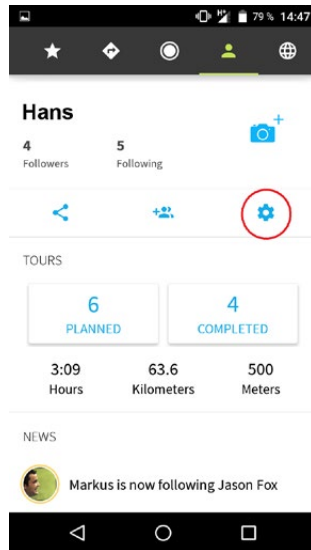 79 % 14:47
Hans
4 5
Followers Following
TOURS
6 4
PLANNED COMPLETED
3:09 63.6 500
Hours Kilometers Meters
NEWS
Markus is now following Jason Fox